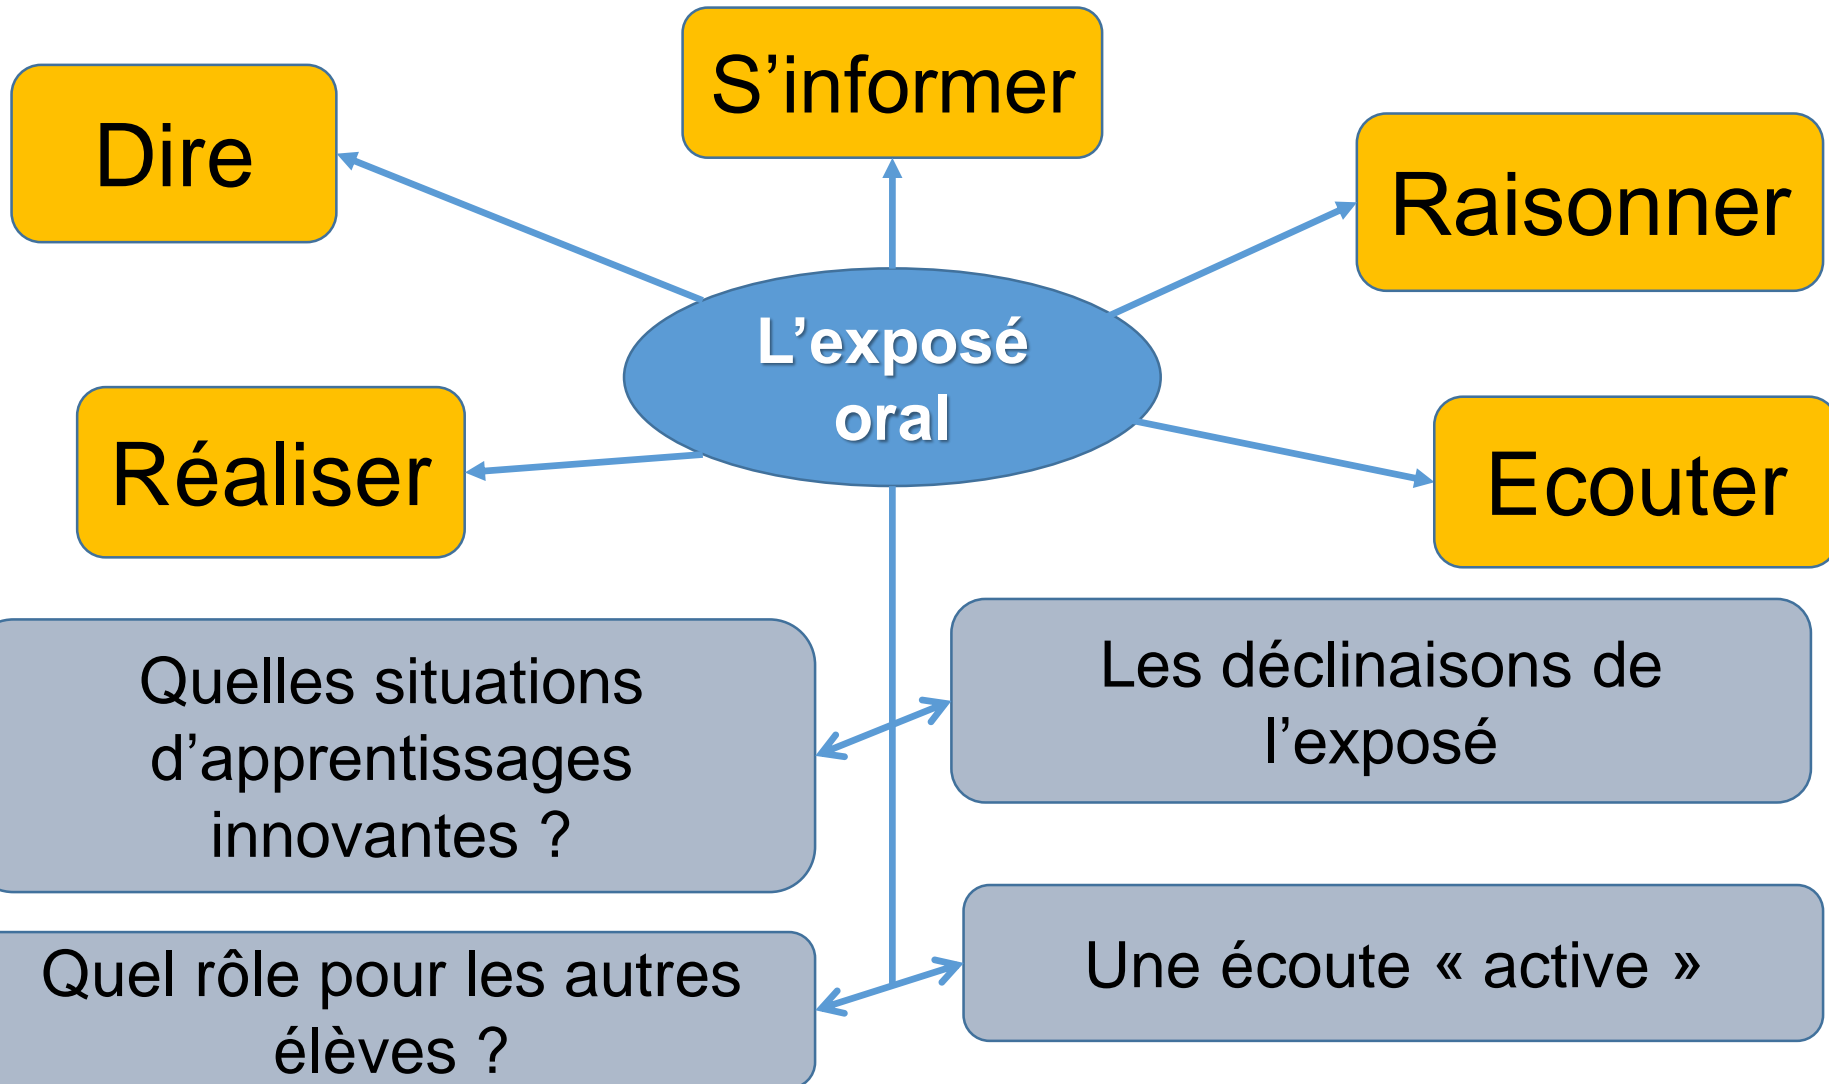 S’informer
Dire
Raisonner
L’exposé
oral
Réaliser
Ecouter
Quelles situations
d’apprentissages
innovantes ?
Les déclinaisons de
l’exposé
Quel rôle pour les autres
élèves ?
Une écoute « active »